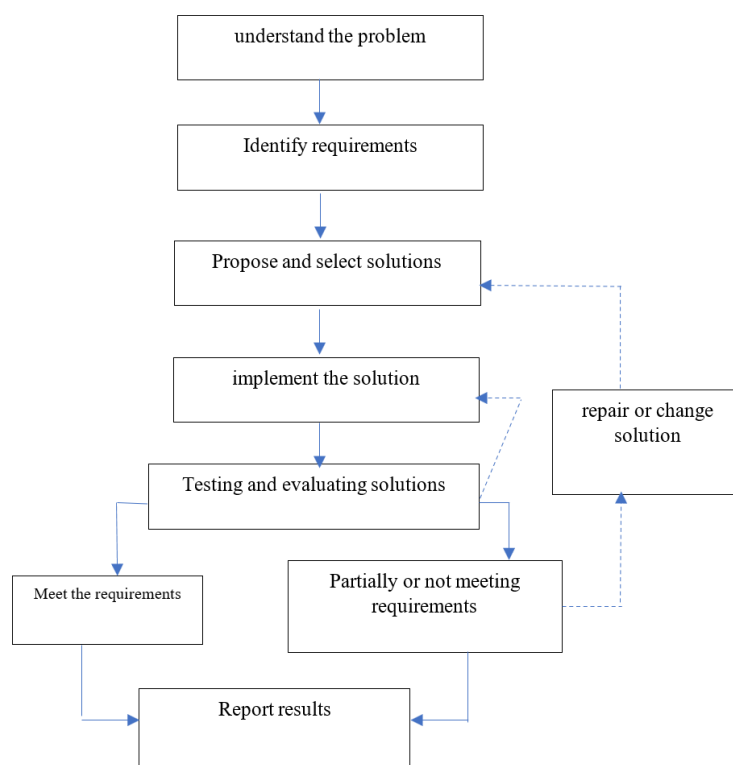 understand the problem
Identify requirements
Propose and select solutions
implement the solution
repair or change
solution
Testing and evaluating solutions
Meet the requirements
Partially or not meeting
requirements
Report results